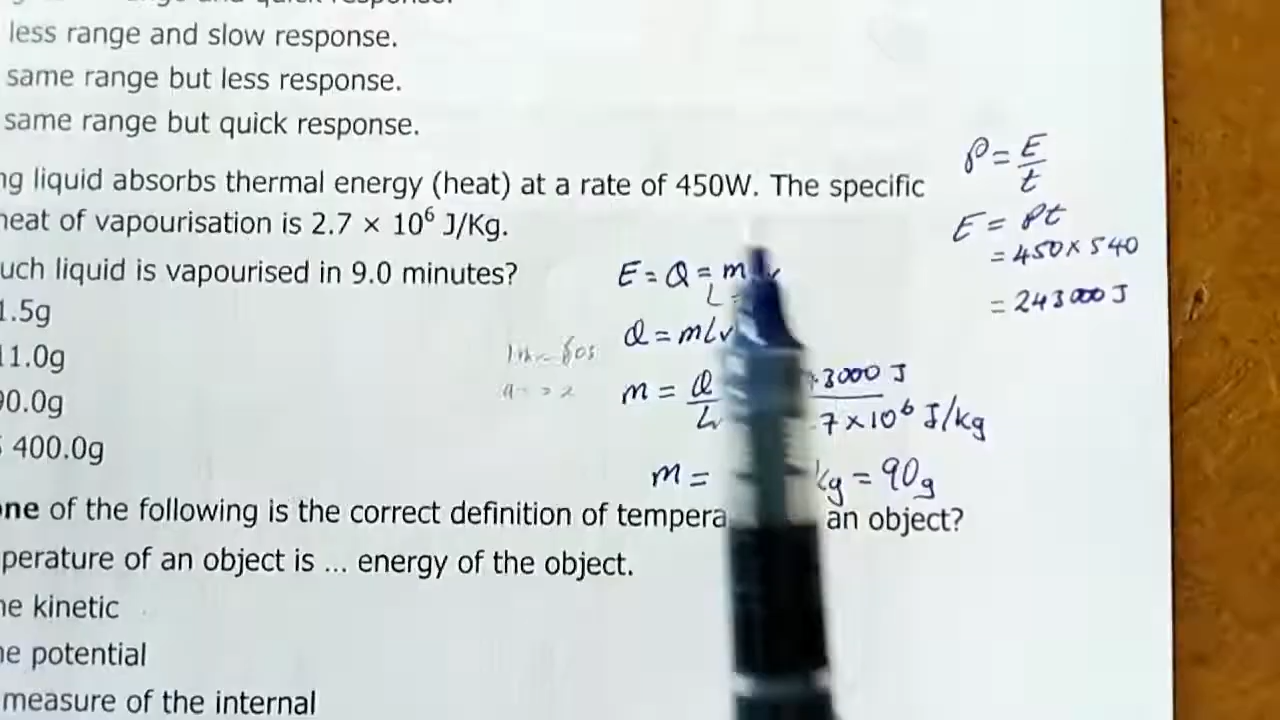 less range and slow response.
same range but less response.
same range but quick response.
ng liquid absorbs thermal energy (heat) at a rate of 450W. The specific
heat of vapourisation is 2.7 × 10⁶ J/Kg.
uch liquid is vapourised in 9.0 minutes?
1.5g
11.0g
90.0g
400.0g
P = E/t
E = Pt
= 450 × 540
= 243000 J
E = Q = m
L =
Q = mLv
m = Q/Lv
3000 J
7 × 10⁶ J/kg
m = kg = 90g
one of the following is the correct definition of tempera an object?
perature of an object is ... energy of the object.
he kinetic
he potential
measure of the internal